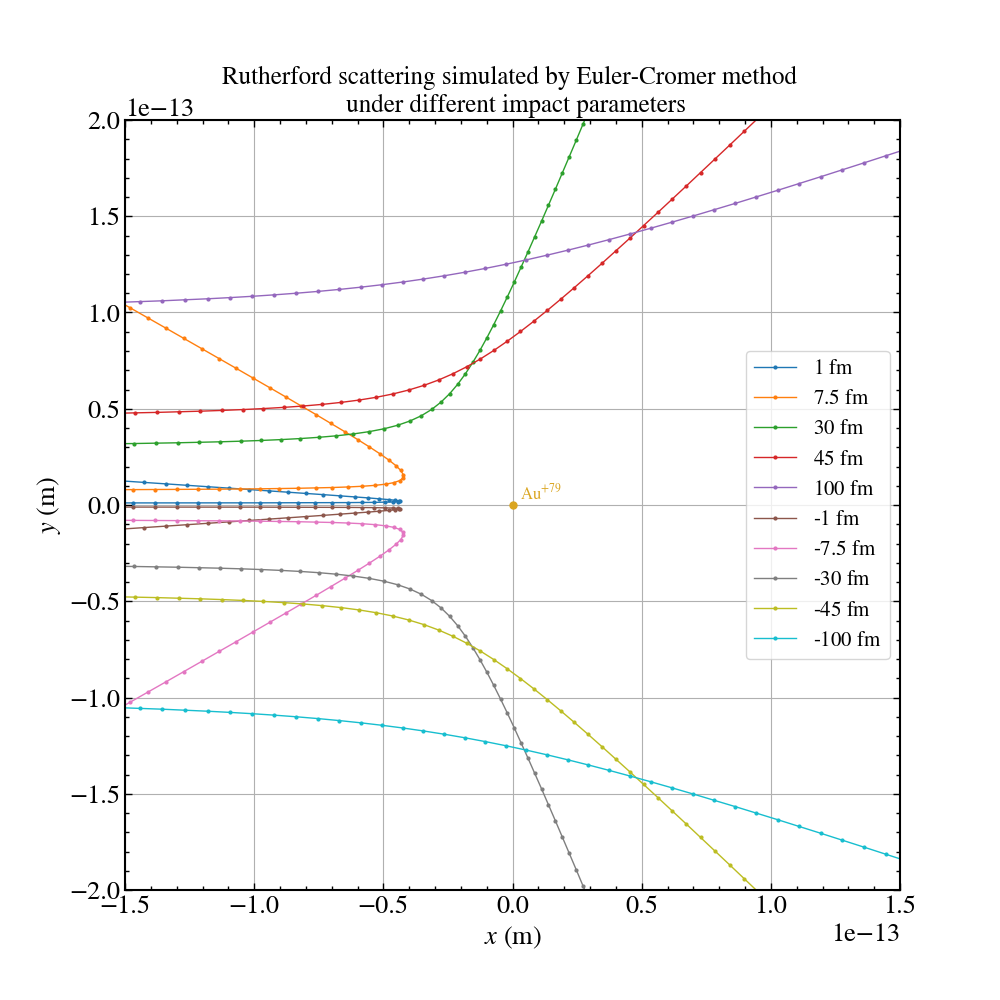 Rutherford scattering simulated by Euler-Cromer method
under different impact parameters
1e−13
2.0
1.5
1.0
0.5
0.0
−0.5
−1.0
−1.5
−2.0
y (m)
Au+79
1 fm
7.5 fm
30 fm
45 fm
100 fm
-1 fm
-7.5 fm
-30 fm
-45 fm
-100 fm
−1.5 −1.0 −0.5 0.0 0.5 1.0 1.5
x (m)
1e−13